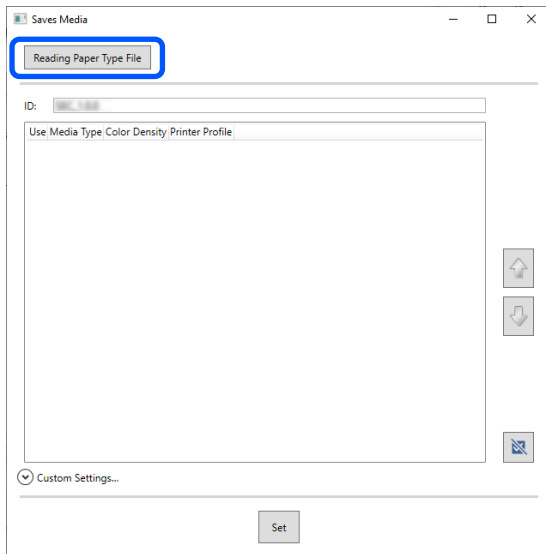 Saves Media
Reading Paper Type File
ID:
Use Media Type Color Density Printer Profile
Custom Settings...
Set